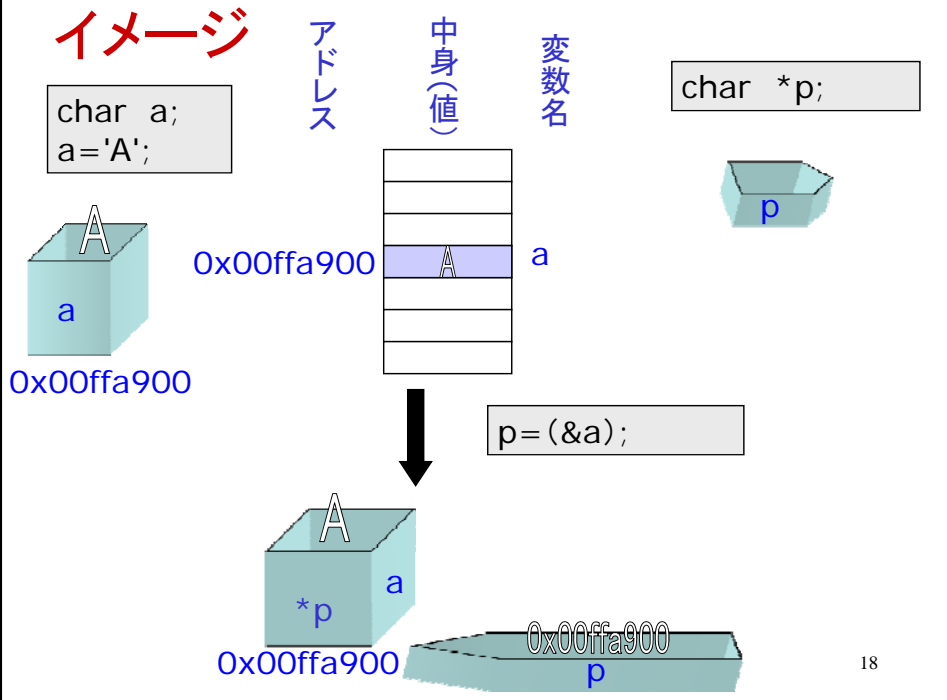 イメージ
アドレス
中身(値)
変数名
char a;
a='A';
char *p;
A
a
0x00ffa900
0x00ffa900
A
a
p
p=(&a);
A
a
*p
0x00ffa900
0x00ffa900
p
18